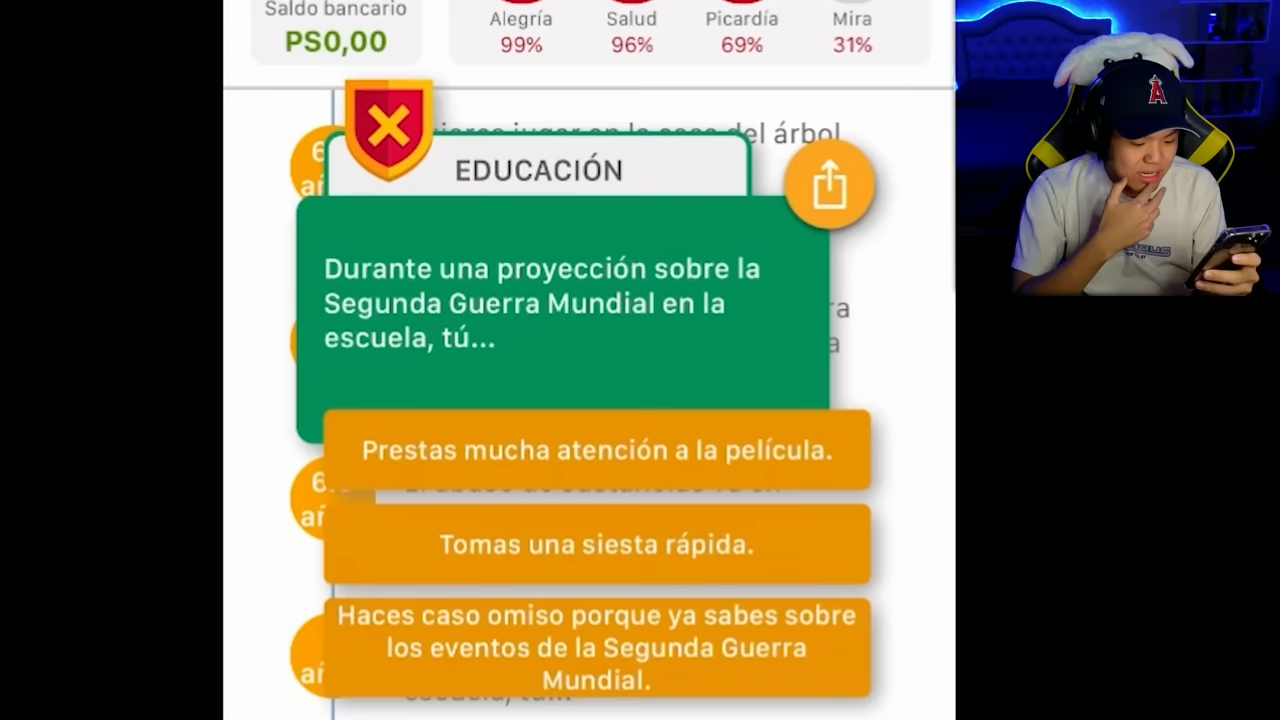 Saldo bancario
PS0,00
Alegría Salud Picardía Mira
99% 96% 69% 31%
del árbol
EDUCACIÓN
Durante una proyección sobre la
Segunda Guerra Mundial en la
escuela, tú...
Prestas mucha atención a la película.
Tomas una siesta rápida.
Haces caso omiso porque ya sabes sobre
los eventos de la Segunda Guerra
Mundial.
A